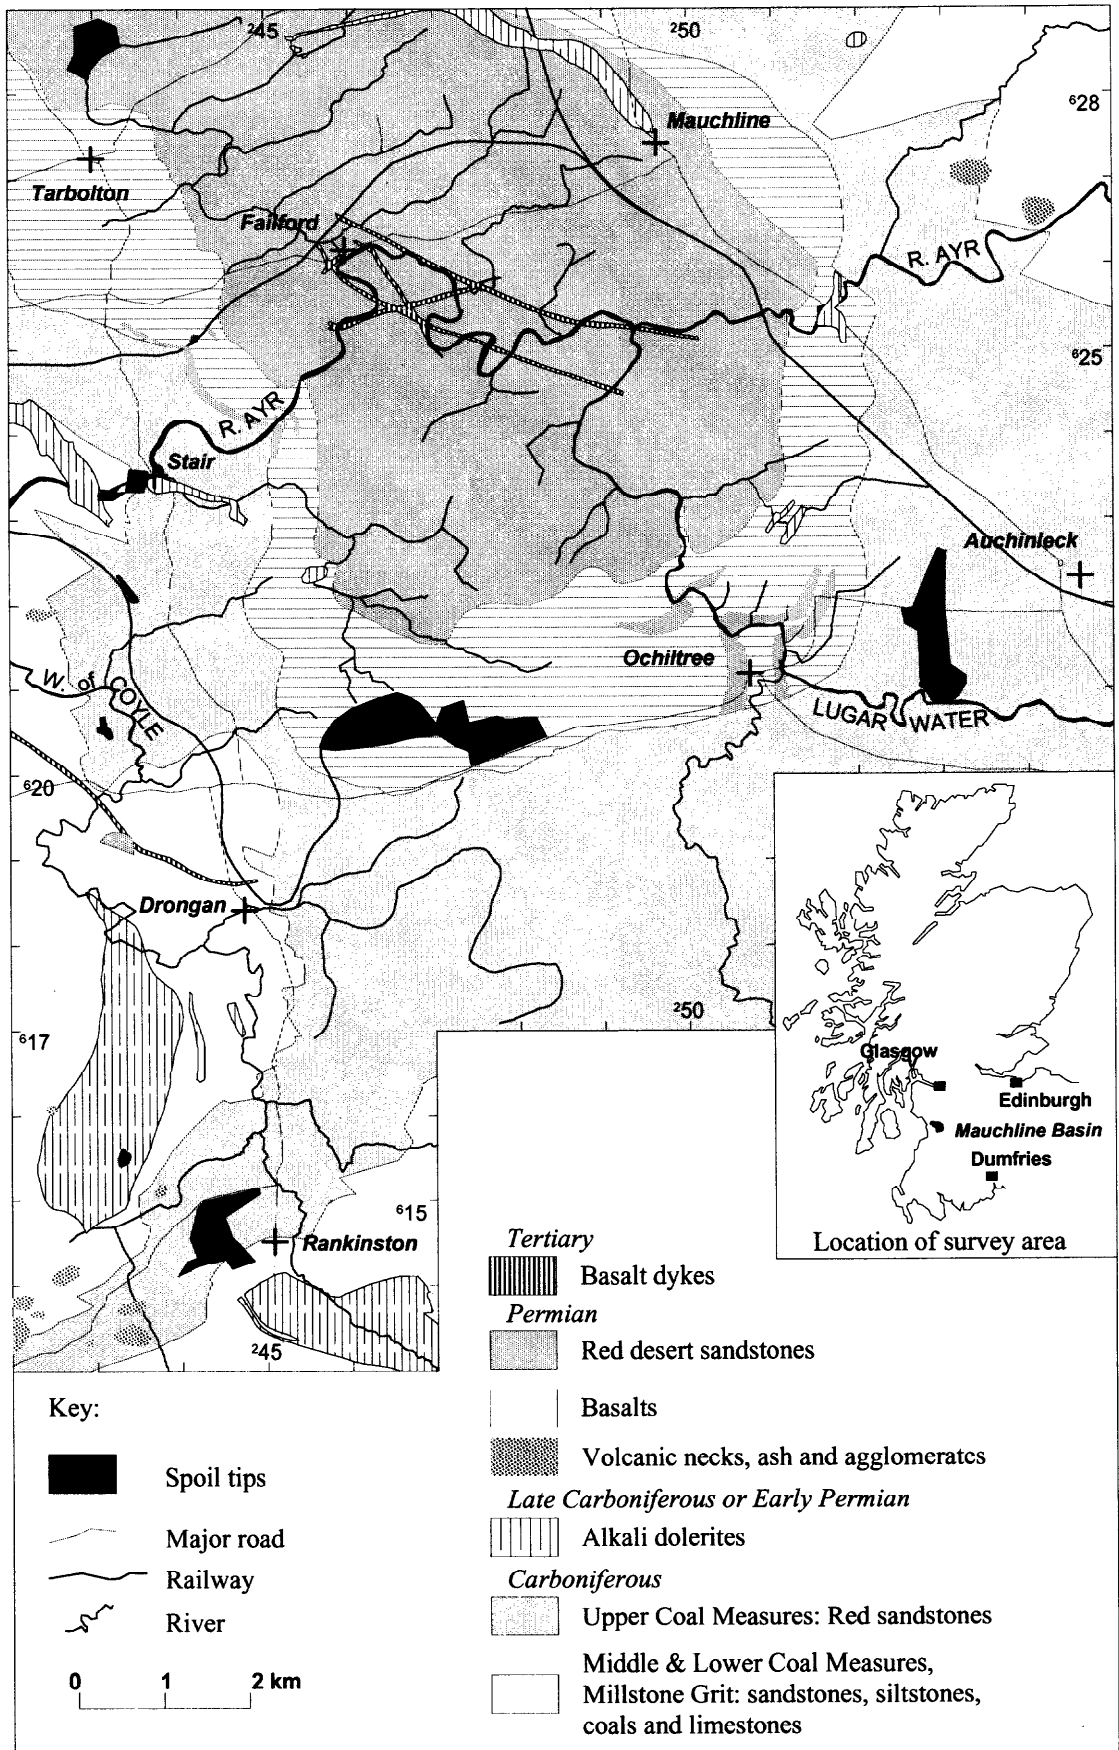 ²45
²50
⁶28
Mauchline
Tarbolton
Failford
R. AYR
⁶25
R. AYR
Stair
Auchinleck
Ochiltree
W. of COYLE
LUGAR WATER
⁶20
Drongan
²50
⁶17
Glasgow
Edinburgh
Mauchline Basin
Dumfries
⁶15
Rankinston
Location of survey area
²45
Tertiary
Basalt dykes
Permian
Red desert sandstones
Basalts
Volcanic necks, ash and agglomerates
Late Carboniferous or Early Permian
Alkali dolerites
Carboniferous
Upper Coal Measures: Red sandstones
Middle & Lower Coal Measures,
Millstone Grit: sandstones, siltstones,
coals and limestones
Key:
Spoil tips
Major road
Railway
River
0 1 2 km